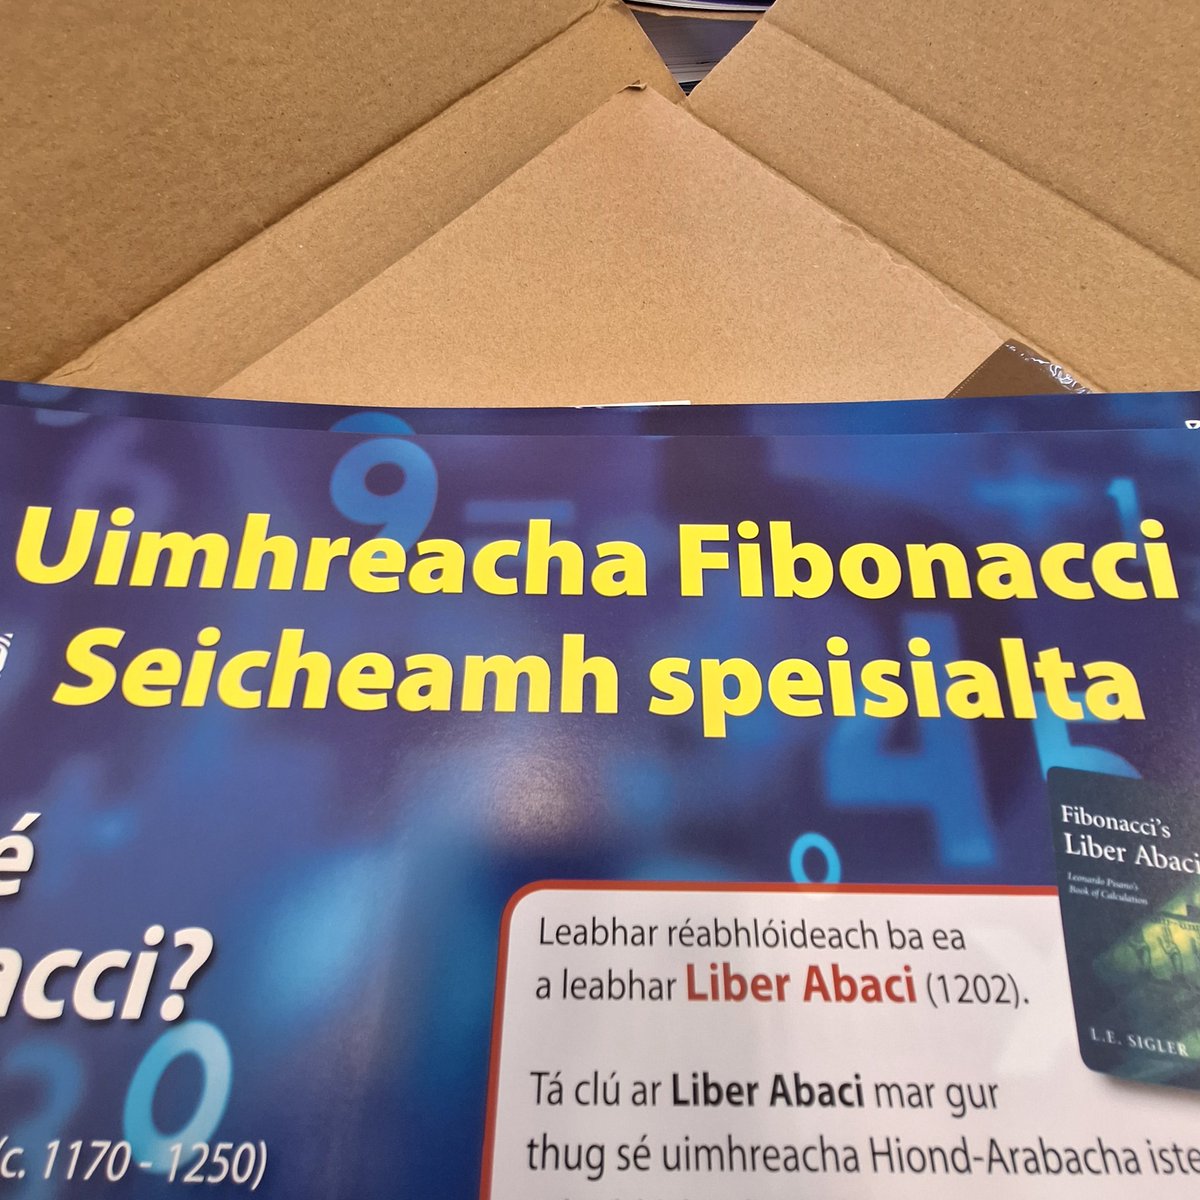 Uimhreacha Fibonacci
Seicheamh speisialta
é
acci?
(c. 1170 - 1250)
Leabhar réabhlóideach ba ea
a leabhar Liber Abaci (1202).
Tá clú ar Liber Abaci mar gur
thug sé uimhreacha Hiond-Arabacha iste
Fibonacci's
Liber Abaci
Leonardo Pisano's
Book of Calculation
L.E. SIGLER